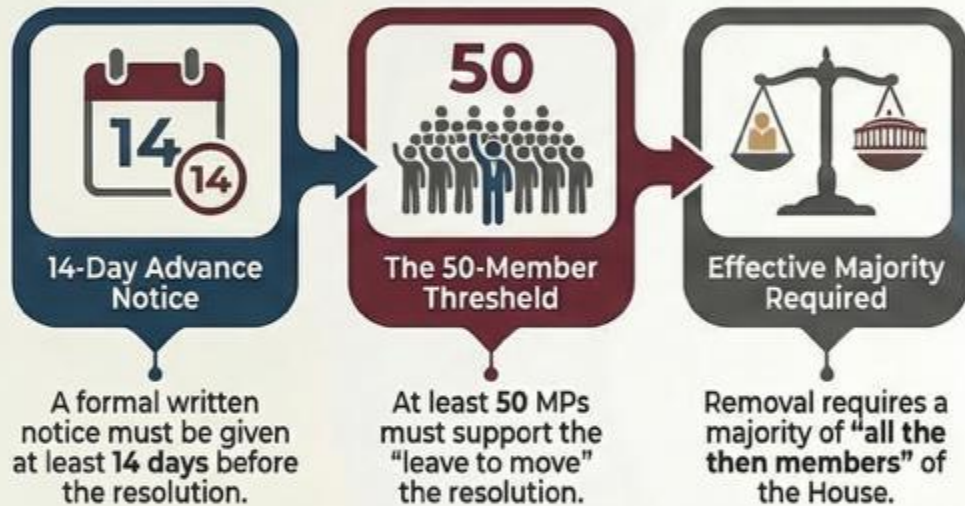 14
14
14-Day Advance
Notice
A formal written
notice must be given
at least 14 days before
the resolution.
50
The 50-Member
Threshold
At least 50 MPs
must support the
“leave to move”
the resolution.
Effective Majority
Required
Removal requires a
majority of “all the
then members” of
the House.